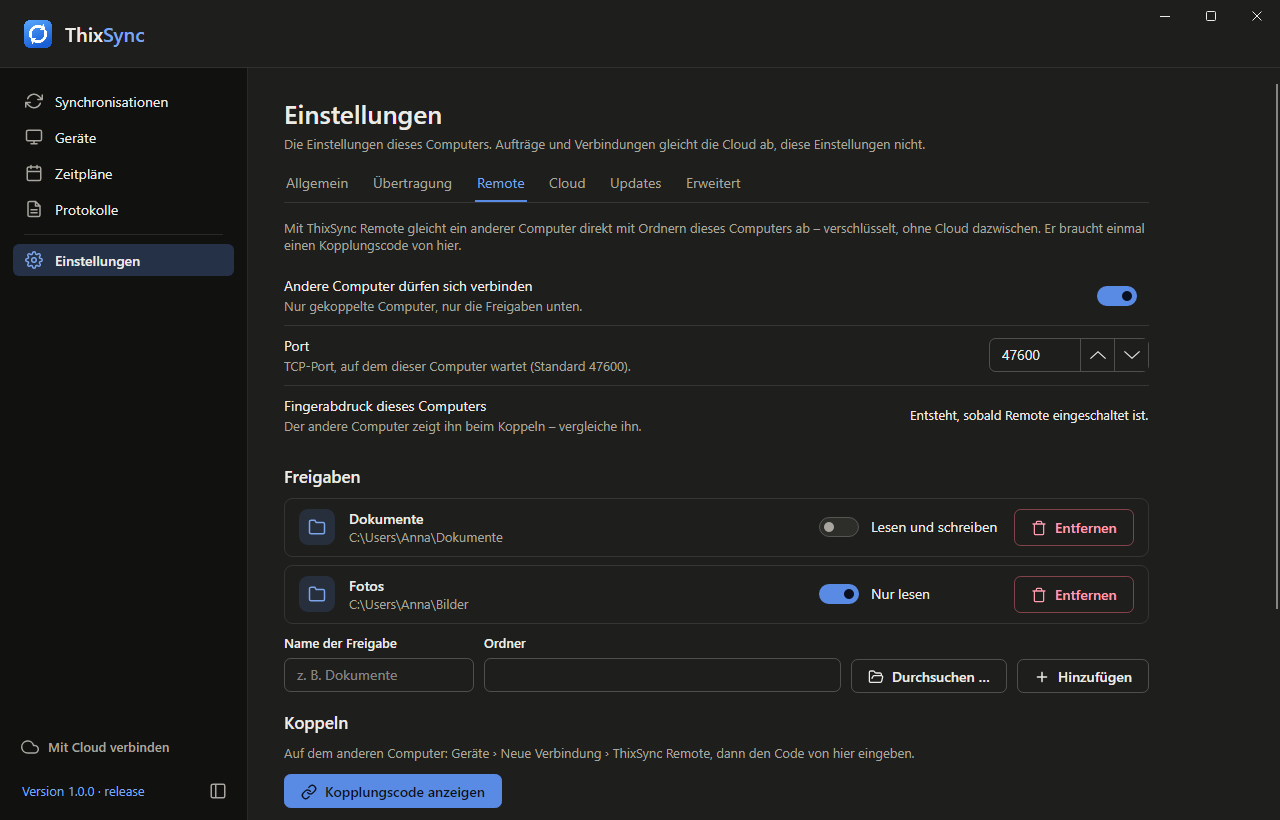 ThixSync
Synchronisationen
Geräte
Zeitpläne
Protokolle
Einstellungen
Mit Cloud verbinden
Version 1.0.0 · release
Einstellungen
Die Einstellungen dieses Computers. Aufträge und Verbindungen gleicht die Cloud ab, diese Einstellungen nicht.
Allgemein Übertragung Remote Cloud Updates Erweitert
Mit ThixSync Remote gleicht ein anderer Computer direkt mit Ordnern dieses Computers ab – verschlüsselt, ohne Cloud dazwischen. Er braucht einmal
einen Kopplungscode von hier.
Andere Computer dürfen sich verbinden
Nur gekoppelte Computer, nur die Freigaben unten.
Port
TCP-Port, auf dem dieser Computer wartet (Standard 47600).
47600
Fingerabdruck dieses Computers
Der andere Computer zeigt ihn beim Koppeln – vergleiche ihn.
Entsteht, sobald Remote eingeschaltet ist.
Freigaben
Dokumente
C:\Users\Anna\Dokumente
Lesen und schreiben
Entfernen
Fotos
C:\Users\Anna\Bilder
Nur lesen
Entfernen
Name der Freigabe
Ordner
z. B. Dokumente
Durchsuchen ...
Hinzufügen
Koppeln
Auf dem anderen Computer: Geräte › Neue Verbindung › ThixSync Remote, dann den Code von hier eingeben.
Kopplungscode anzeigen